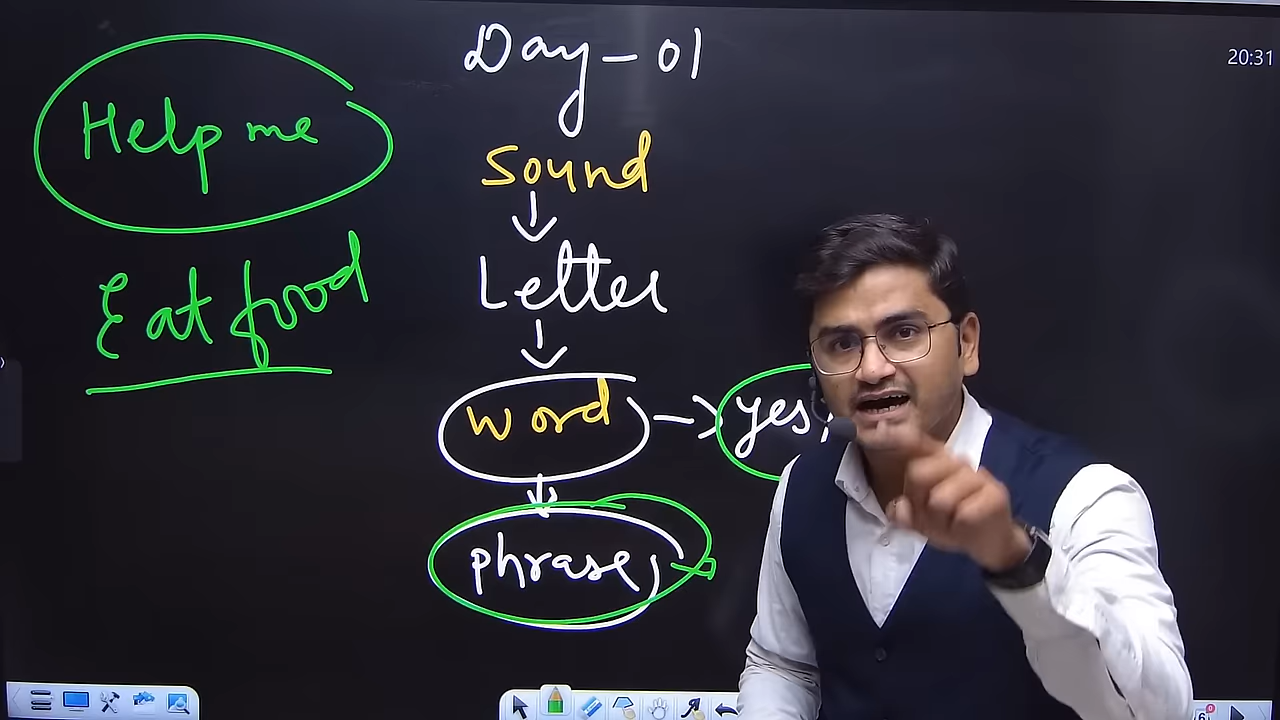 Day-01
20:31
Help me
Sound
Eat food
Letter
word -> yes,
phrase